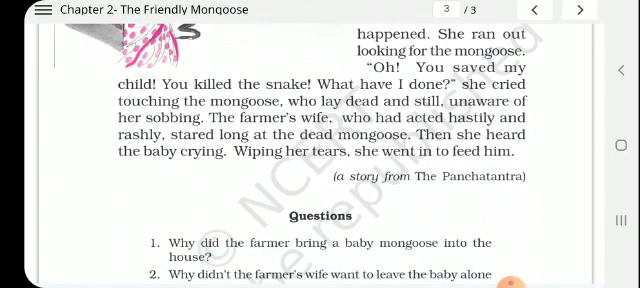 Chapter 2- The Friendly Mongoose
3 / 3
happened. She ran out
looking for the mongoose.
“Oh! You saved my
child! You killed the snake! What have I done?” she cried
touching the mongoose, who lay dead and still, unaware of
her sobbing. The farmer's wife, who had acted hastily and
rashly, stared long at the dead mongoose. Then she heard
the baby crying. Wiping her tears, she went in to feed him.
(a story from The Panchatantra)
Questions
1. Why did the farmer bring a baby mongoose into the
house?
2. Why didn't the farmer's wife want to leave the baby alone
© NCERT
be republished